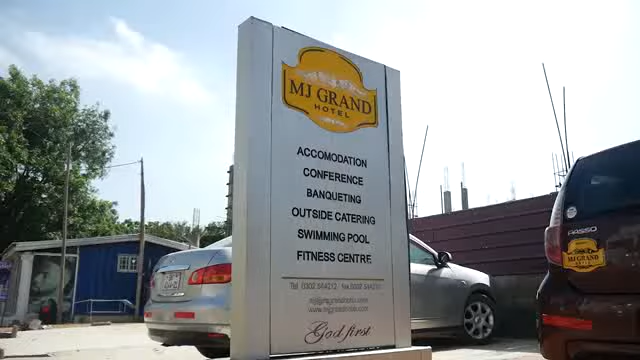 MJ GRAND
HOTEL
ACCOMODATION
CONFERENCE
BANQUETING
OUTSIDE CATERING
SWIMMING POOL
FITNESS CENTRE
God first
PASSO
MJ GRAND